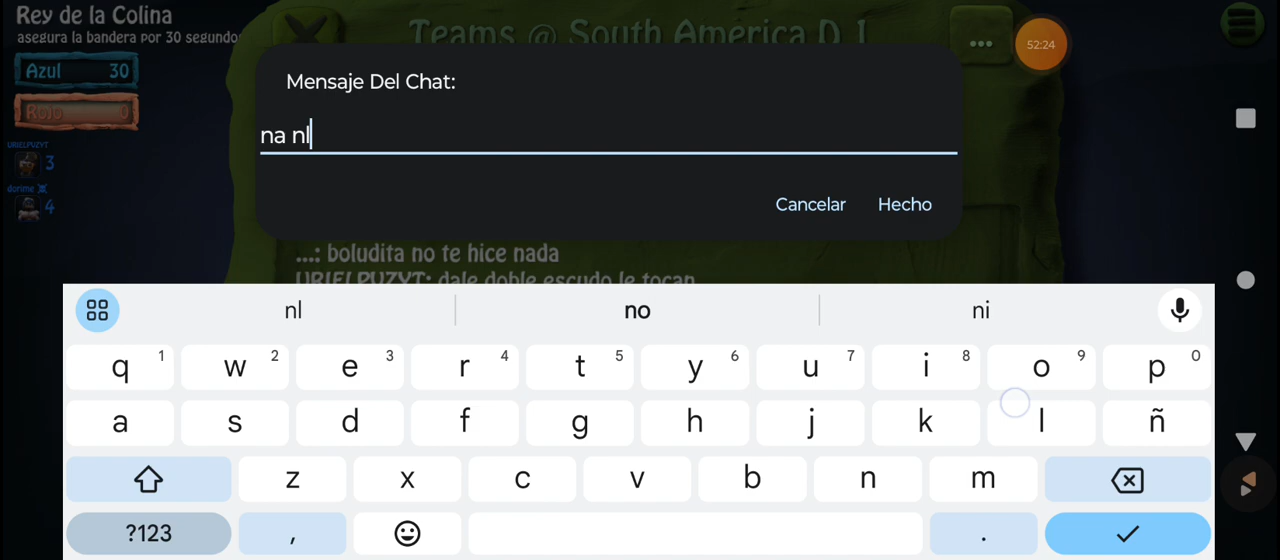 Rey de la Colina
asegura la bandera por 30 segundo
Azul 30
Rojo 0
URIELPUZYT
3
dorime
4
Teams @ South America D 1
...
52:24
Mensaje Del Chat:
na nl
Cancelar Hecho
...: boludita no te hice nada
URIELPUZYT: dale doble escudo le tocan
nl no ni
q 1 w 2 e 3 r 4 t 5 y 6 u 7 i 8 o 9 p 0
a s d f g h j k l ñ
z x c v b n m
?123 , .